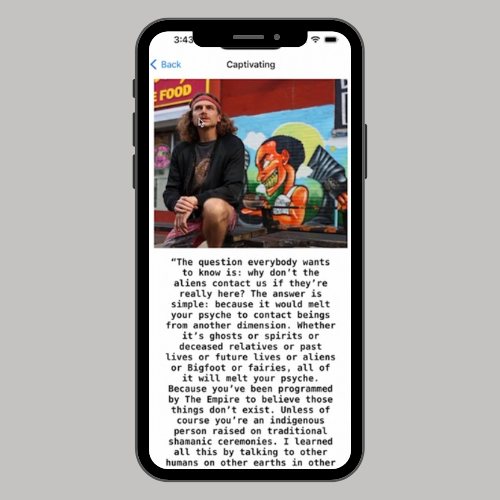 3:43
Back
Captivating
E FOOD
“The question everybody wants
to know is: why don’t the
aliens contact us if they’re
really here? The answer is
simple: because it would melt
your psyche to contact beings
from another dimension. Whether
it’s ghosts or spirits or
deceased relatives or past
lives or future lives or aliens
or Bigfoot or fairies, all of
it will melt your psyche.
Because you’ve been programmed
by The Empire to believe those
things don’t exist. Unless of
course you’re an indigenous
person raised on traditional
shamanic ceremonies. I learned
all this by talking to other
humans on other earths in other